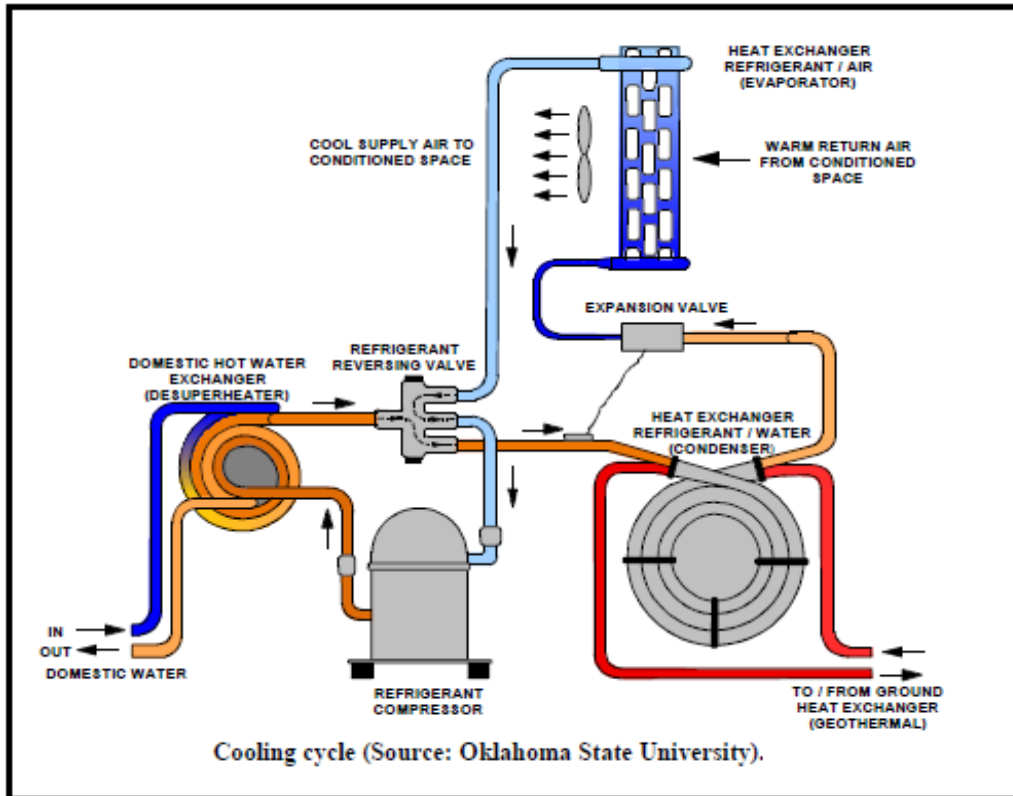 HEAT EXCHANGER
REFRIGERANT / AIR
(EVAPORATOR)
COOL SUPPLY AIR TO
CONDITIONED SPACE
WARM RETURN AIR
FROM CONDITIONED
SPACE
EXPANSION VALVE
REFRIGERANT
REVERSING VALVE
DOMESTIC HOT WATER
EXCHANGER
(DESUPERHEATER)
HEAT EXCHANGER
REFRIGERANT / WATER
(CONDENSER)
IN
OUT
DOMESTIC WATER
REFRIGERANT
COMPRESSOR
TO / FROM GROUND
HEAT EXCHANGER
(GEOTHERMAL)
Cooling cycle (Source: Oklahoma State University).